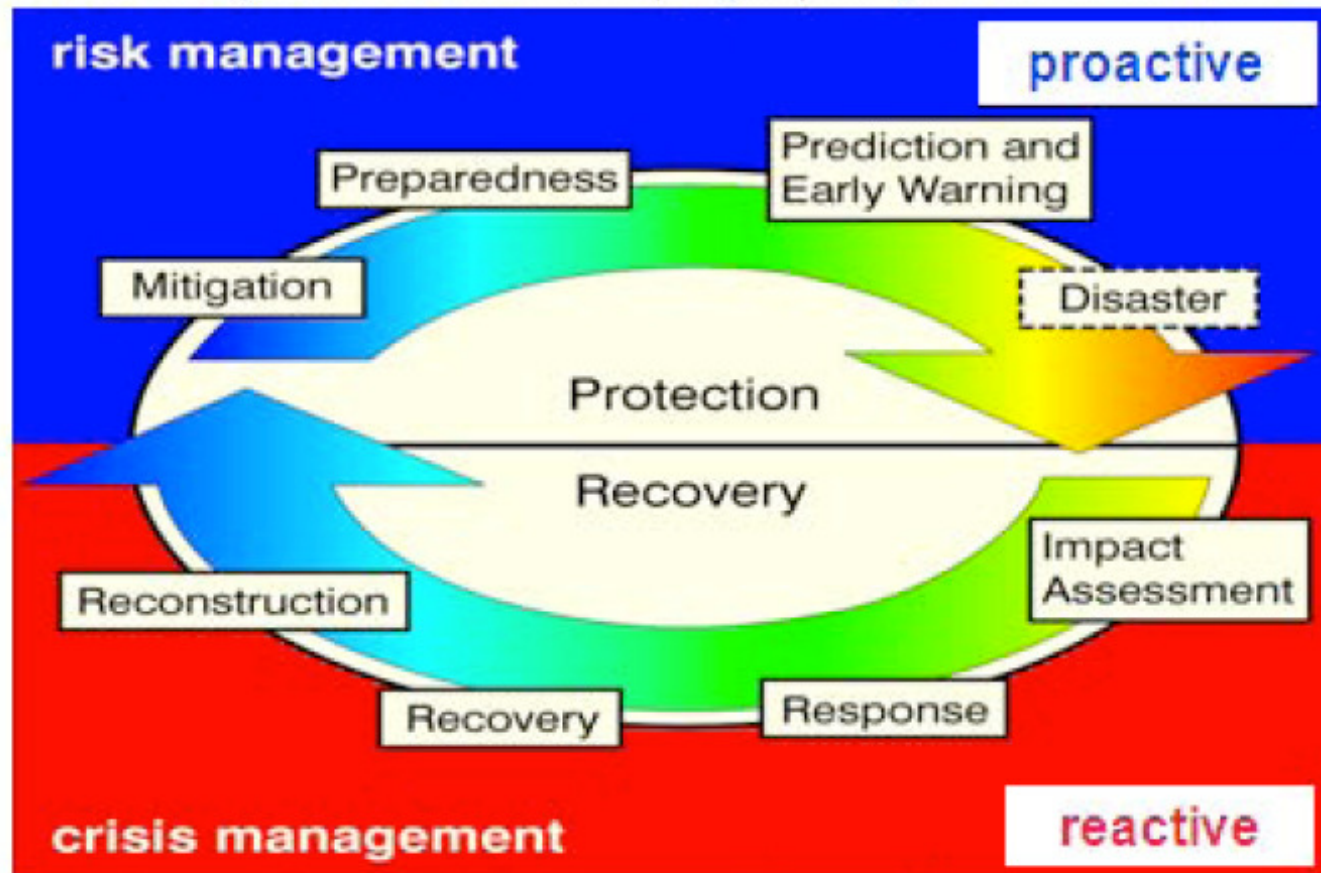 risk management
proactive
Preparedness
Prediction and
Early Warning
Mitigation
Disaster
Protection
Recovery
Impact
Assessment
Reconstruction
Recovery
Response
crisis management
reactive